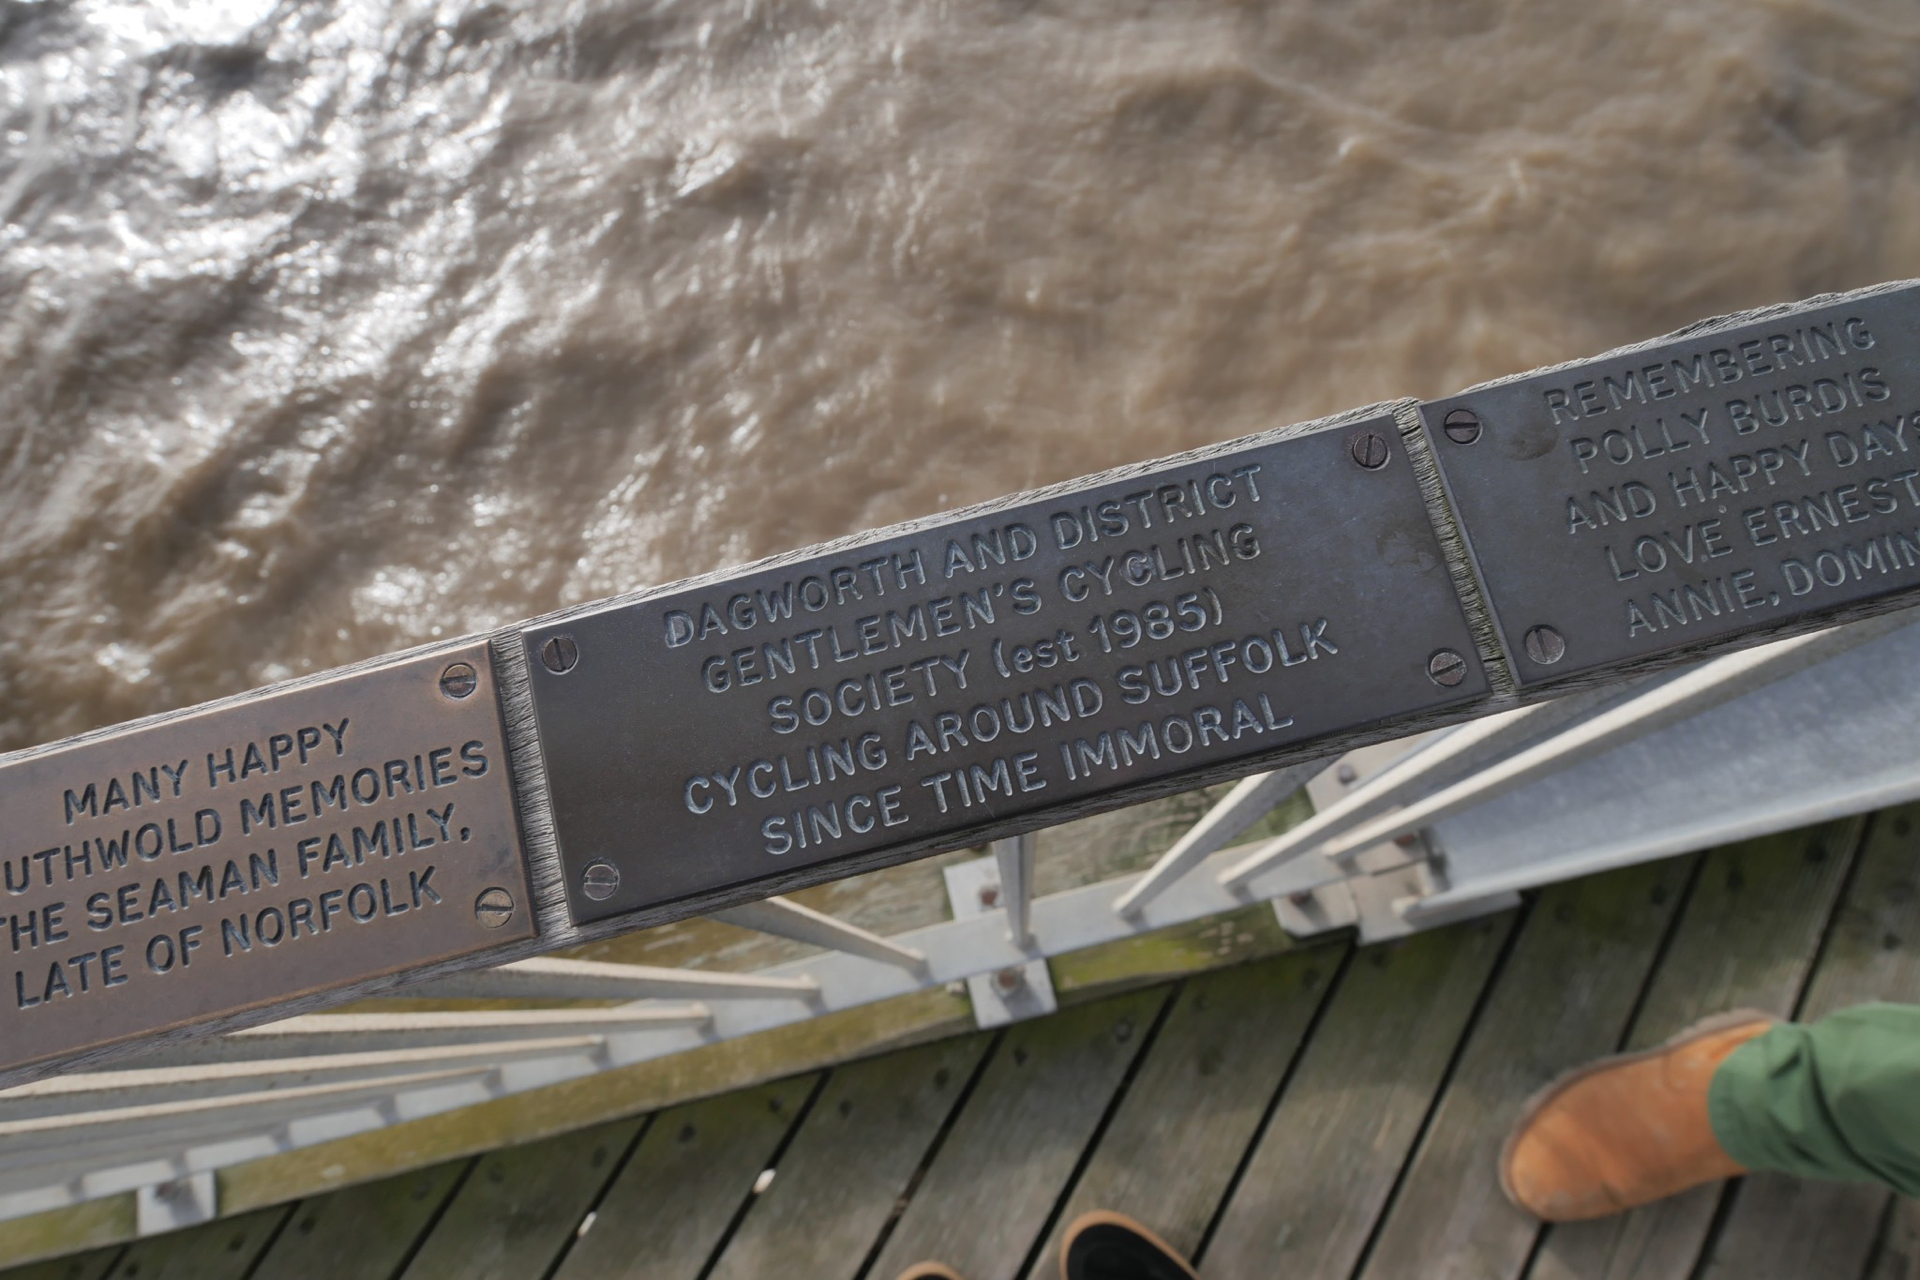 MANY HAPPY
UTHWOLD MEMORIES
THE SEAMAN FAMILY,
LATE OF NORFOLK
DAGWORTH AND DISTRICT
GENTLEMEN'S CYCLING
SOCIETY (est 1985)
CYCLING AROUND SUFFOLK
SINCE TIME IMMORAL
REMEMBERING
POLLY BURDIS
AND HAPPY DAYS
LOVE ERNEST
ANNIE, DOMIN